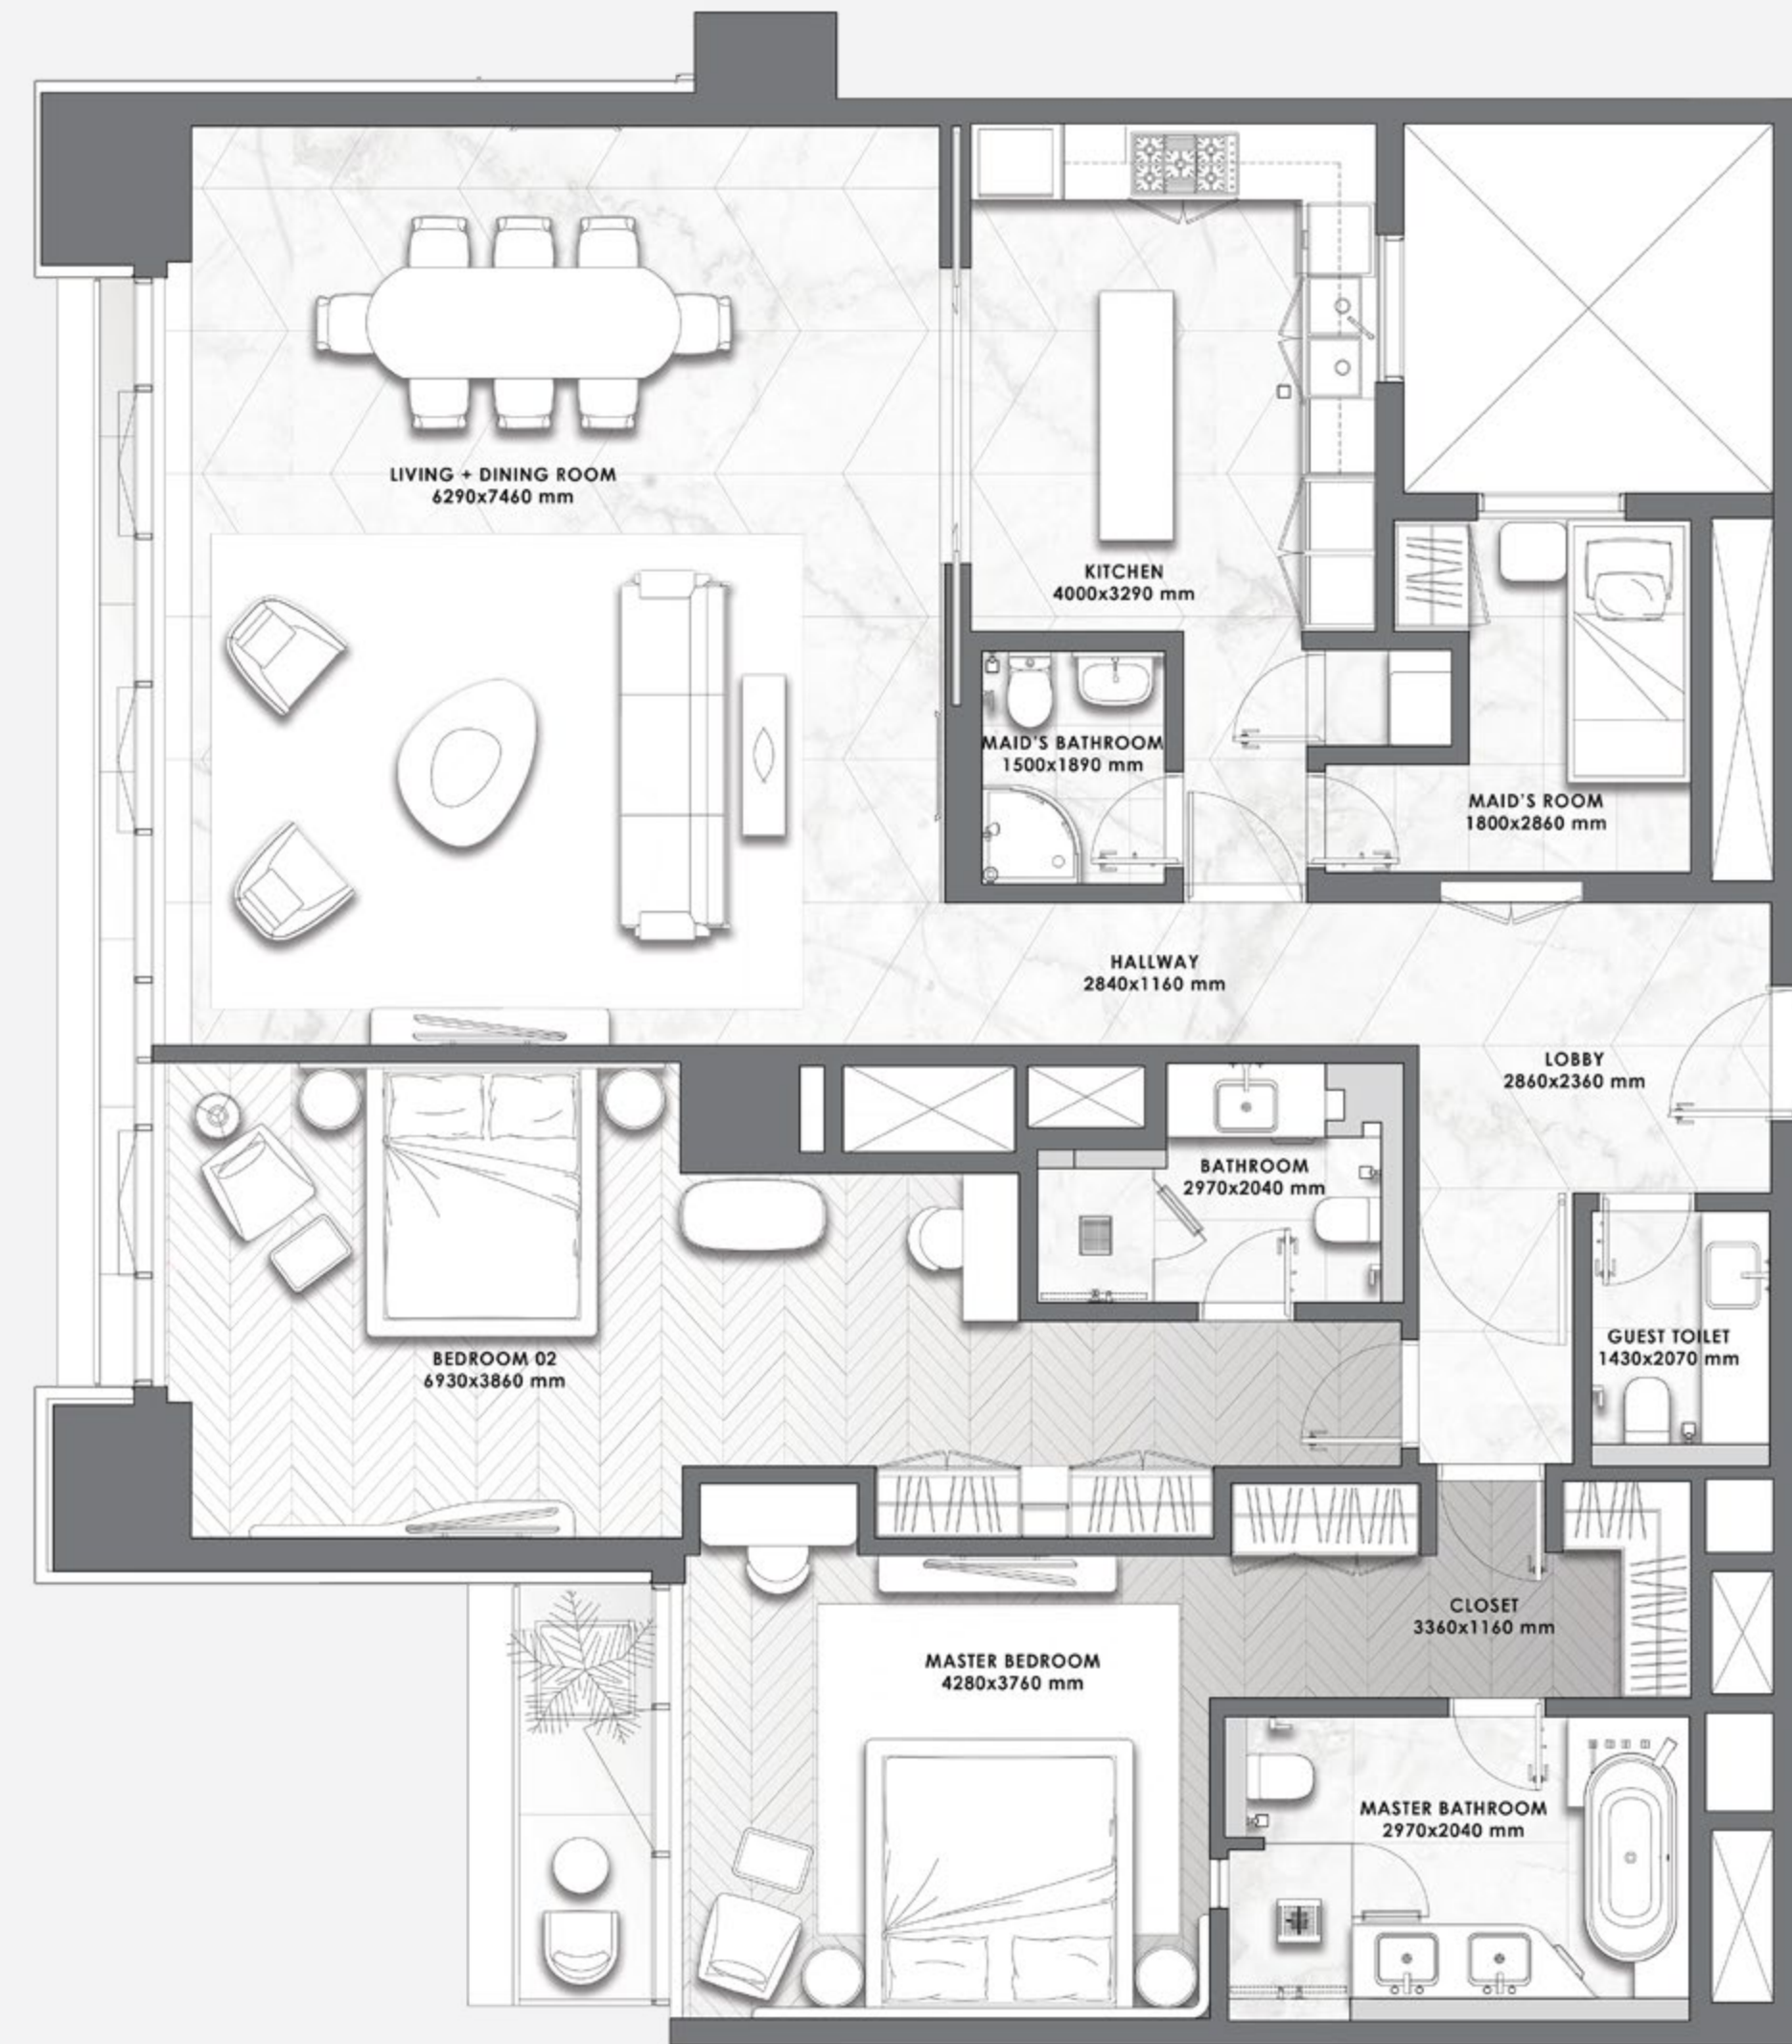 LIVING + DINING ROOM
6290x7460 mm
KITCHEN
4000x3290 mm
MAID'S BATHROOM
1500x1890 mm
MAID'S ROOM
1800x2860 mm
HALLWAY
2840x1160 mm
LOBBY
2860x2360 mm
BATHROOM
2970x2040 mm
GUEST TOILET
1430x2070 mm
BEDROOM 02
6930x3860 mm
CLOSET
3360x1160 mm
MASTER BEDROOM
4280x3760 mm
MASTER BATHROOM
2970x2040 mm